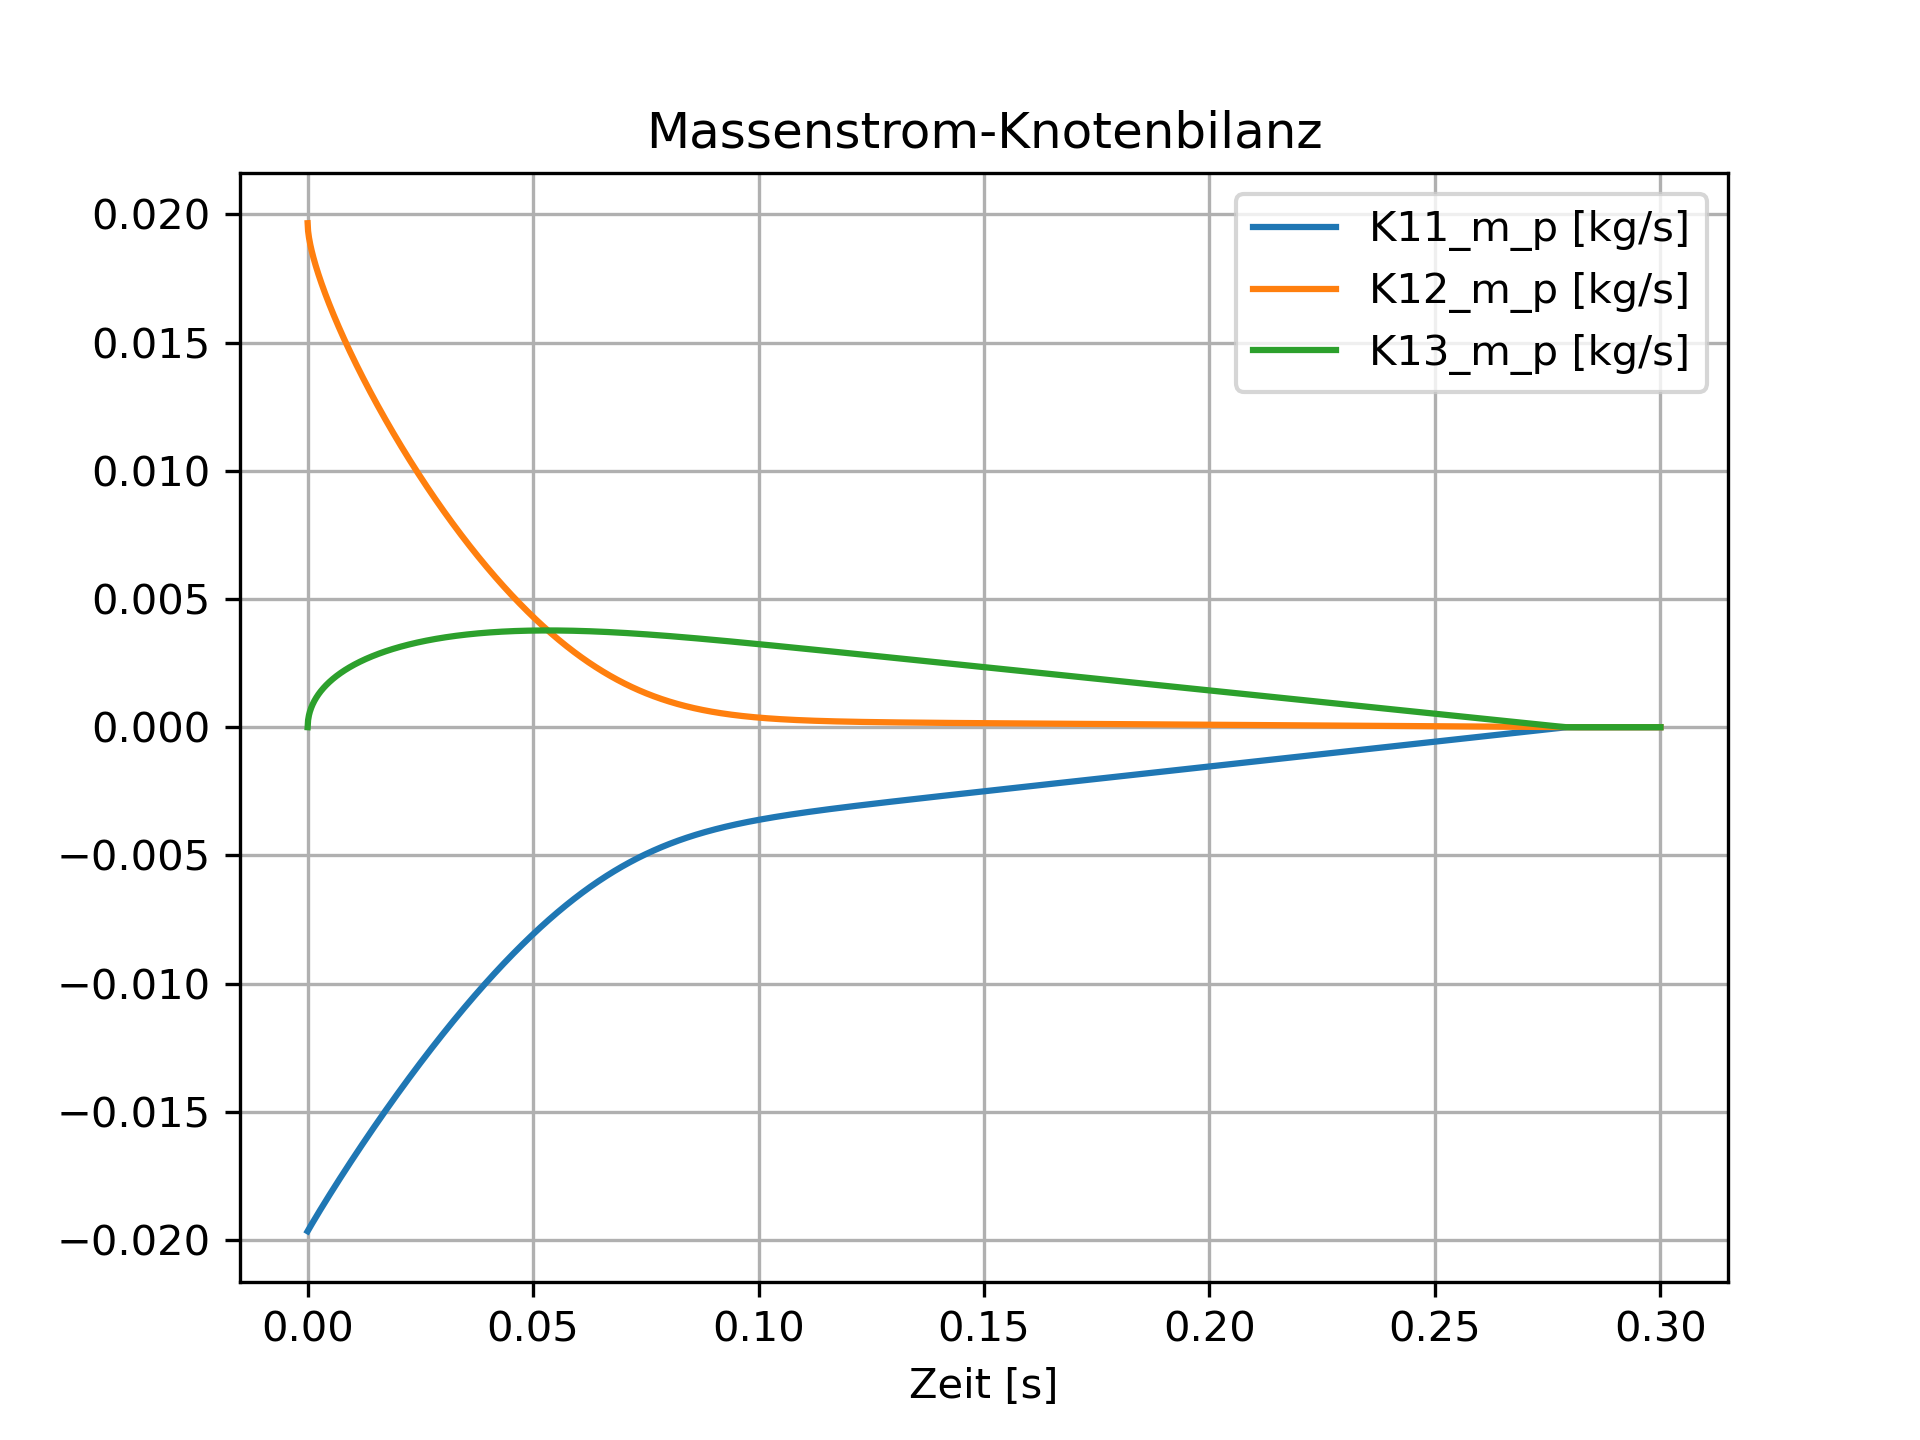 Massenstrom-Knotenbilanz
K11_m_p [kg/s]
K12_m_p [kg/s]
K13_m_p [kg/s]
0.020
0.015
0.010
0.005
0.000
−0.005
−0.010
−0.015
−0.020
0.00 0.05 0.10 0.15 0.20 0.25 0.30
Zeit [s]